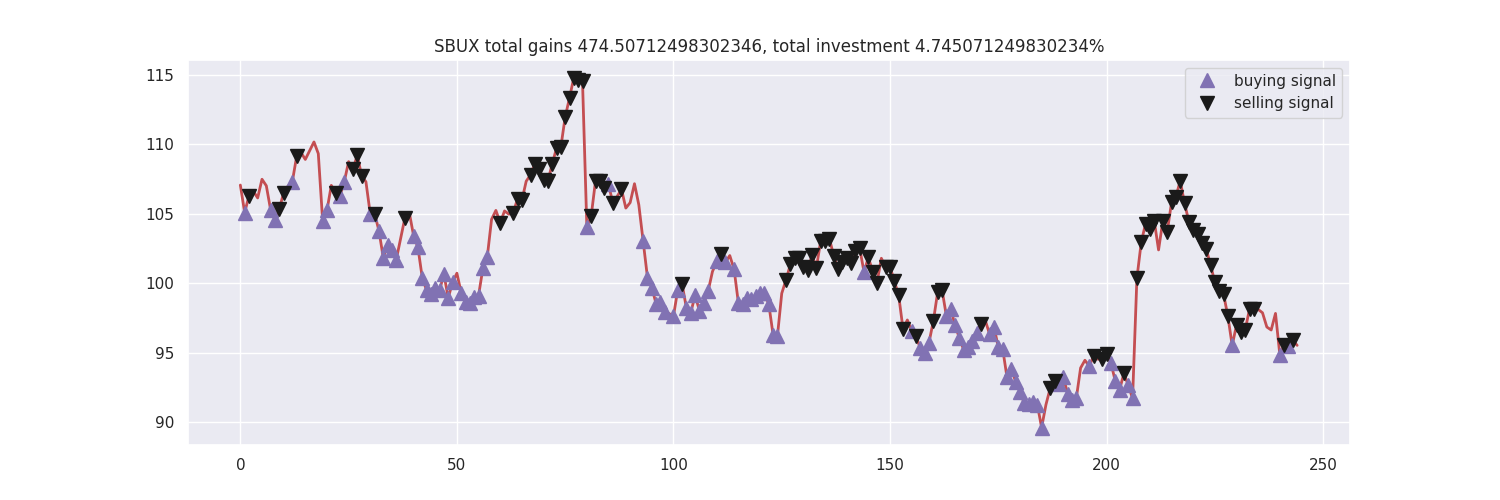 SBUX total gains 474.50712498302346, total investment 4.745071249830234%
buying signal
selling signal
115
110
105
100
95
90
0 50 100 150 200 250